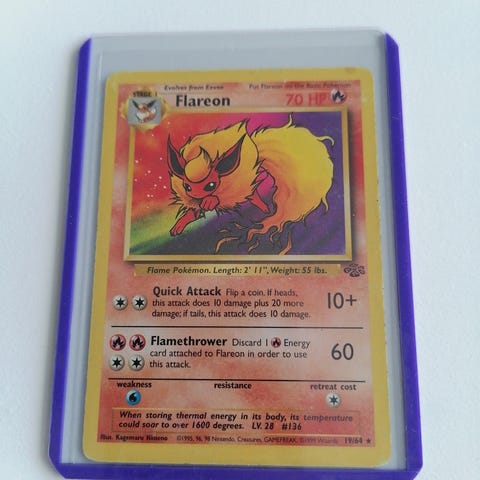 STAGE 1 Evolves from Eevee Put Flareon on the Basic Pokémon
Flareon 70 HP
Flame Pokémon. Length: 2' 11", Weight: 55 lbs.
Quick Attack Flip a coin. If heads,
this attack does 10 damage plus 20 more
damage; if tails, this attack does 10 damage.
10+
Flamethrower Discard 1 Energy
card attached to Flareon in order to use
this attack.
60
weakness resistance retreat cost
When storing thermal energy in its body, its temperature
could soar to over 1600 degrees. LV. 28 #136
Illus. Kagemaru Himeno ©1995, 96, 98 Nintendo, Creatures, GAMEFREAK. ©1999 Wizards. 19/64 ★